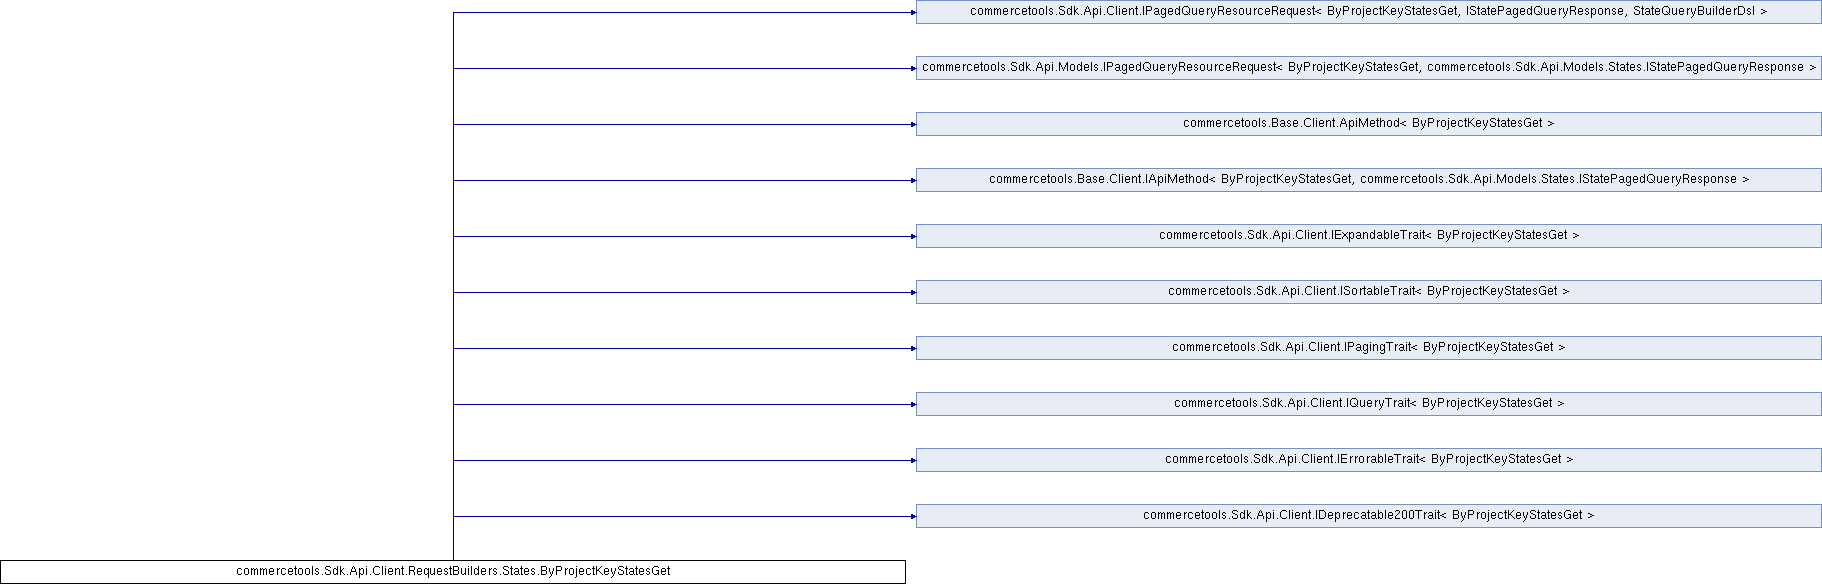 commercetools.Sdk.Api.Client.IPagedQueryResourceRequest< ByProjectKeyStatesGet, IStatePagedQueryResponse, StateQueryBuilderDsl >
commercetools.Sdk.Api.Models.IPagedQueryResourceRequest< ByProjectKeyStatesGet, commercetools.Sdk.Api.Models.States.IStatePagedQueryResponse >
commercetools.Base.Client.ApiMethod< ByProjectKeyStatesGet >
commercetools.Base.Client.IApiMethod< ByProjectKeyStatesGet, commercetools.Sdk.Api.Models.States.IStatePagedQueryResponse >
commercetools.Sdk.Api.Client.IExpandableTrait< ByProjectKeyStatesGet >
commercetools.Sdk.Api.Client.ISortableTrait< ByProjectKeyStatesGet >
commercetools.Sdk.Api.Client.IPagingTrait< ByProjectKeyStatesGet >
commercetools.Sdk.Api.Client.IQueryTrait< ByProjectKeyStatesGet >
commercetools.Sdk.Api.Client.IErrorableTrait< ByProjectKeyStatesGet >
commercetools.Sdk.Api.Client.IDeprecatable200Trait< ByProjectKeyStatesGet >
commercetools.Sdk.Api.Client.RequestBuilders.States.ByProjectKeyStatesGet